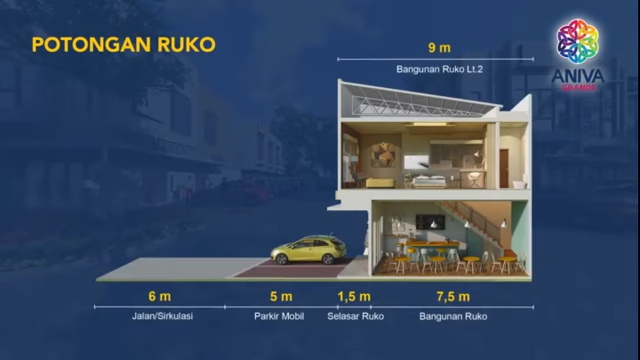 POTONGAN RUKO
9 m
Bangunan Ruko Lt.2
ANIVA
GRANDE
6 m
5 m
1,5 m
7,5 m
Jalan/Sirkulasi
Parkir Mobil
Selasar Ruko
Bangunan Ruko